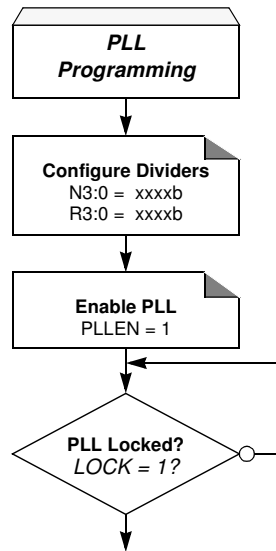 PLL
Programming
Configure Dividers
N3:0 = xxxxb
R3:0 = xxxxb
Enable PLL
PLLEN = 1
PLL Locked?
LOCK = 1?